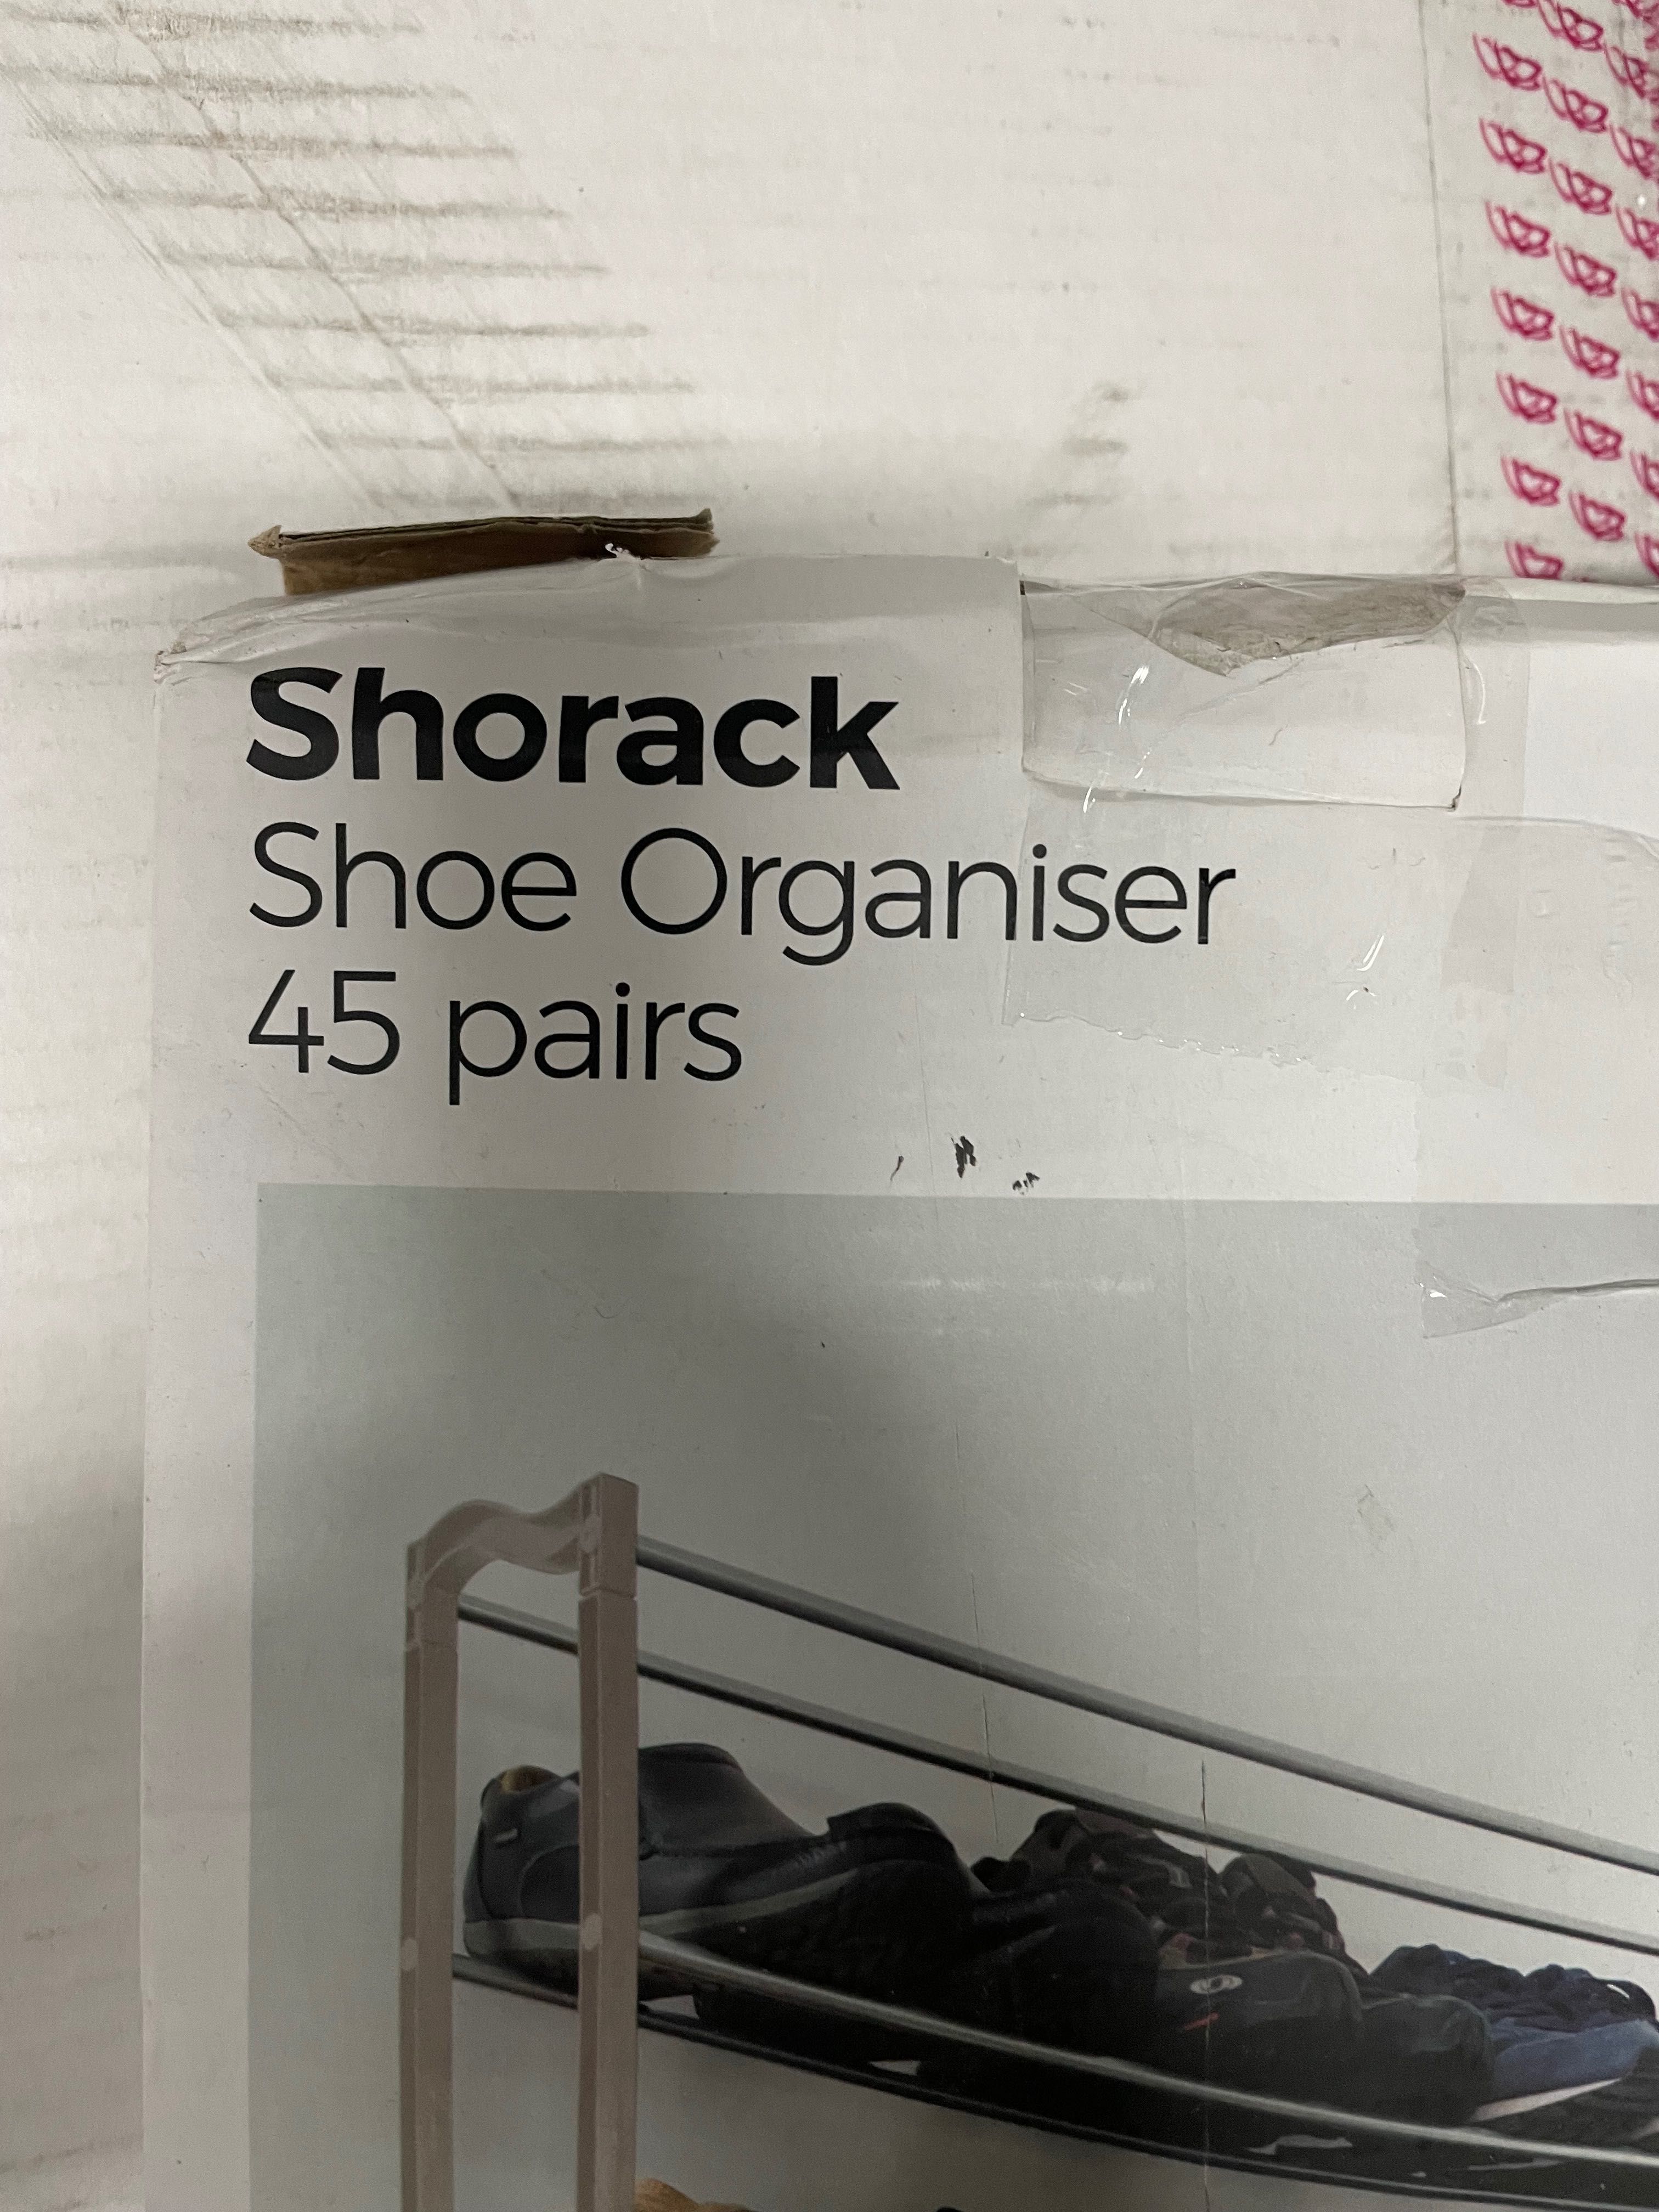 Shorack
Shoe Organiser
45 pairs